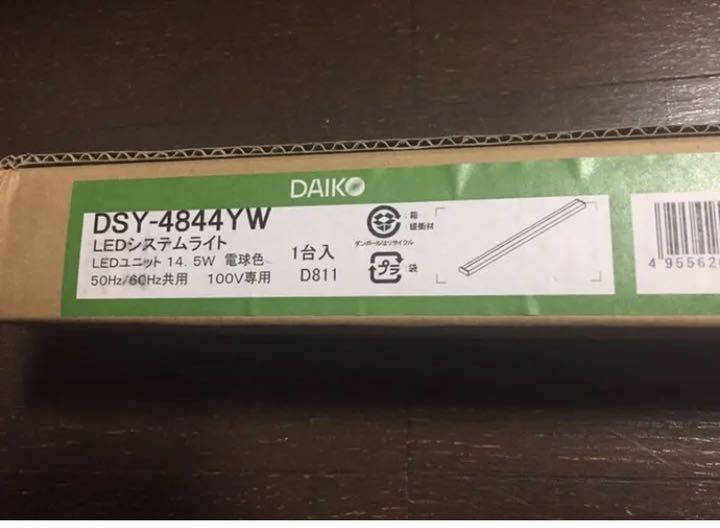 DAIKO
DSY-4844YW
LEDシステムライト
LEDユニット 14.5W 電球色
50Hz/60Hz共用 100V専用
1台入
D811
:箱
緩衝材
ダンボールはリサイクル
プラ :袋
4 95562